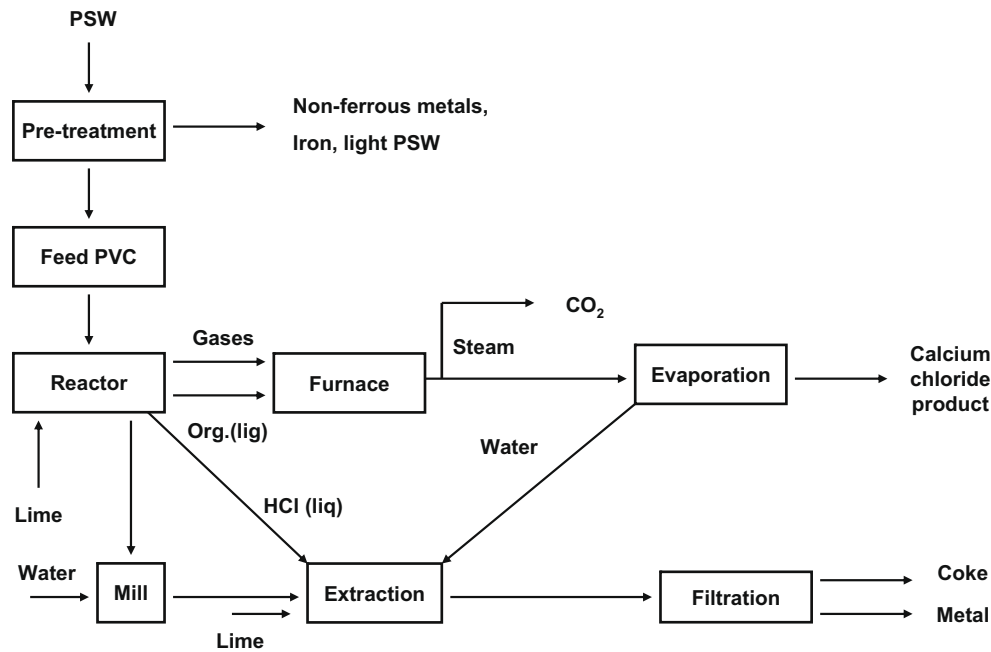 PSW
Pre-treatment
Non-ferrous metals,
Iron, light PSW
Feed PVC
CO₂
Gases
Steam
Reactor
Furnace
Evaporation
Calcium
chloride
product
Org.(lig)
Water
HCl (liq)
Lime
Water
Mill
Extraction
Filtration
Coke
Metal
Lime